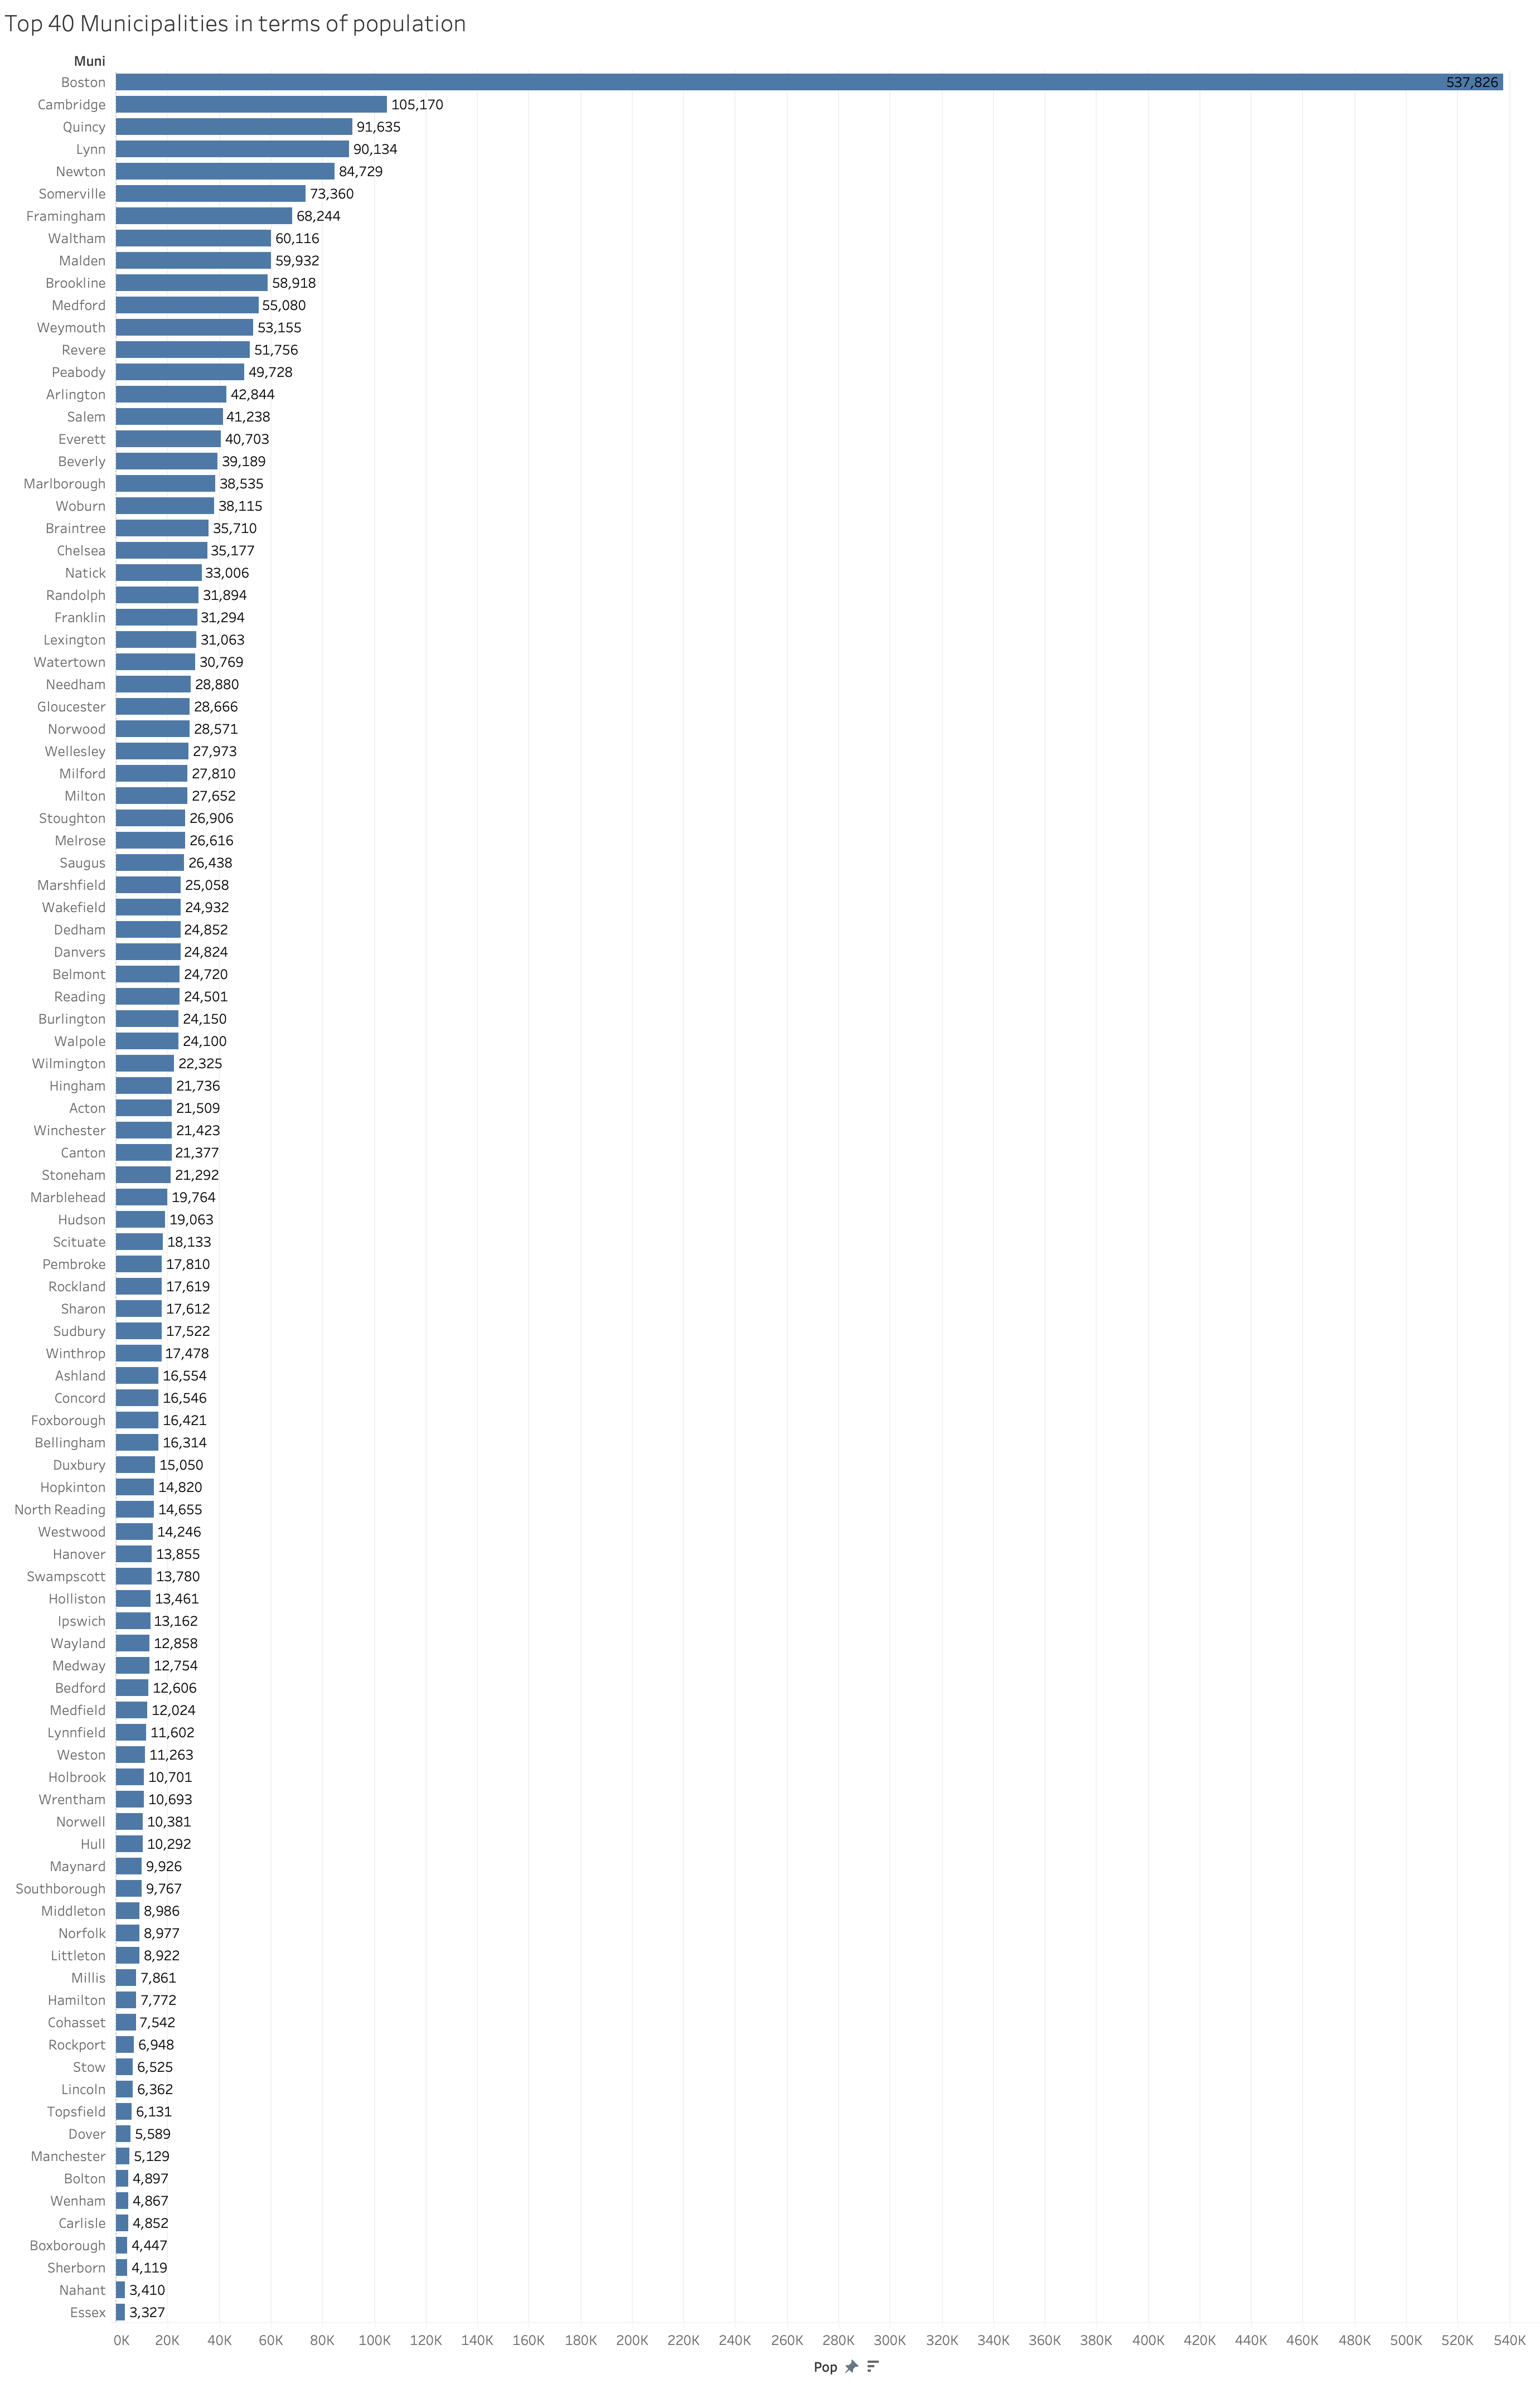 Top 40 Municipalities in terms of population
Muni
Boston 537,826
Cambridge 105,170
Quincy 91,635
Lynn 90,134
Newton 84,729
Somerville 73,360
Framingham 68,244
Waltham 60,116
Malden 59,932
Brookline 58,918
Medford 55,080
Weymouth 53,155
Revere 51,756
Peabody 49,728
Arlington 42,844
Salem 41,238
Everett 40,703
Beverly 39,189
Marlborough 38,535
Woburn 38,115
Braintree 35,710
Chelsea 35,177
Natick 33,006
Randolph 31,894
Franklin 31,294
Lexington 31,063
Watertown 30,769
Needham 28,880
Gloucester 28,666
Norwood 28,571
Wellesley 27,973
Milford 27,810
Milton 27,652
Stoughton 26,906
Melrose 26,616
Saugus 26,438
Marshfield 25,058
Wakefield 24,932
Dedham 24,852
Danvers 24,824
Belmont 24,720
Reading 24,501
Burlington 24,150
Walpole 24,100
Wilmington 22,325
Hingham 21,736
Acton 21,509
Winchester 21,423
Canton 21,377
Stoneham 21,292
Marblehead 19,764
Hudson 19,063
Scituate 18,133
Pembroke 17,810
Rockland 17,619
Sharon 17,612
Sudbury 17,522
Winthrop 17,478
Ashland 16,554
Concord 16,546
Foxborough 16,421
Bellingham 16,314
Duxbury 15,050
Hopkinton 14,820
North Reading 14,655
Westwood 14,246
Hanover 13,855
Swampscott 13,780
Holliston 13,461
Ipswich 13,162
Wayland 12,858
Medway 12,754
Bedford 12,606
Medfield 12,024
Lynnfield 11,602
Weston 11,263
Holbrook 10,701
Wrentham 10,693
Norwell 10,381
Hull 10,292
Maynard 9,926
Southborough 9,767
Middleton 8,986
Norfolk 8,977
Littleton 8,922
Millis 7,861
Hamilton 7,772
Cohasset 7,542
Rockport 6,948
Stow 6,525
Lincoln 6,362
Topsfield 6,131
Dover 5,589
Manchester 5,129
Bolton 4,897
Wenham 4,867
Carlisle 4,852
Boxborough 4,447
Sherborn 4,119
Nahant 3,410
Essex 3,327
0K 20K 40K 60K 80K 100K 120K 140K 160K 180K 200K 220K 240K 260K 280K 300K 320K 340K 360K 380K 400K 420K 440K 460K 480K 500K 520K 540K
Pop